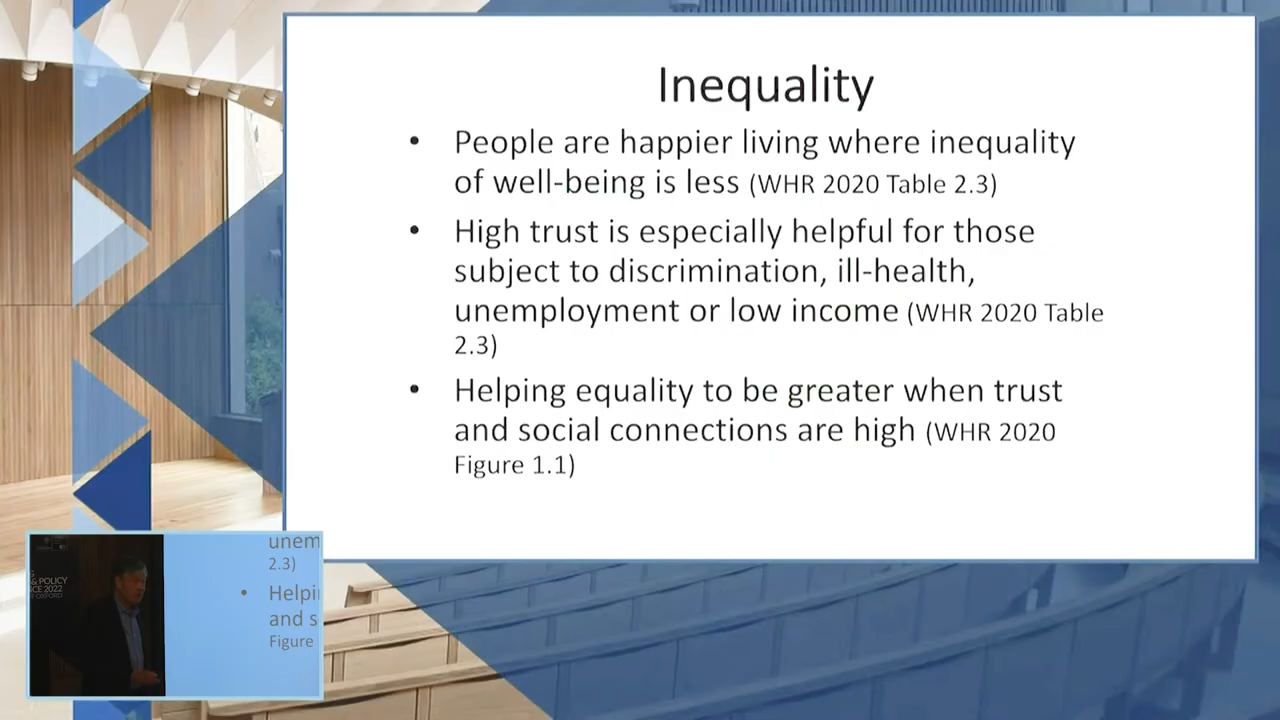 Inequality
• People are happier living where inequality
of well-being is less (WHR 2020 Table 2.3)
• High trust is especially helpful for those
subject to discrimination, ill-health,
unemployment or low income (WHR 2020 Table
2.3)
• Helping equality to be greater when trust
and social connections are high (WHR 2020
Figure 1.1)
unem
2.3)
• Helpi
and s
Figure
& POLICY
CE 2022
OXFORD